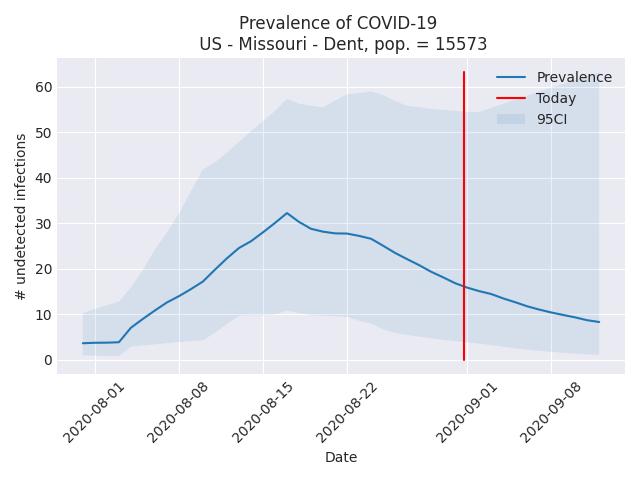 Prevalence of COVID-19
US - Missouri - Dent, pop. = 15573
Prevalence
Today
95CI
# undetected infections
60
50
40
30
20
10
0
2020-08-01
2020-08-08
2020-08-15
2020-08-22
2020-09-01
2020-09-08
Date